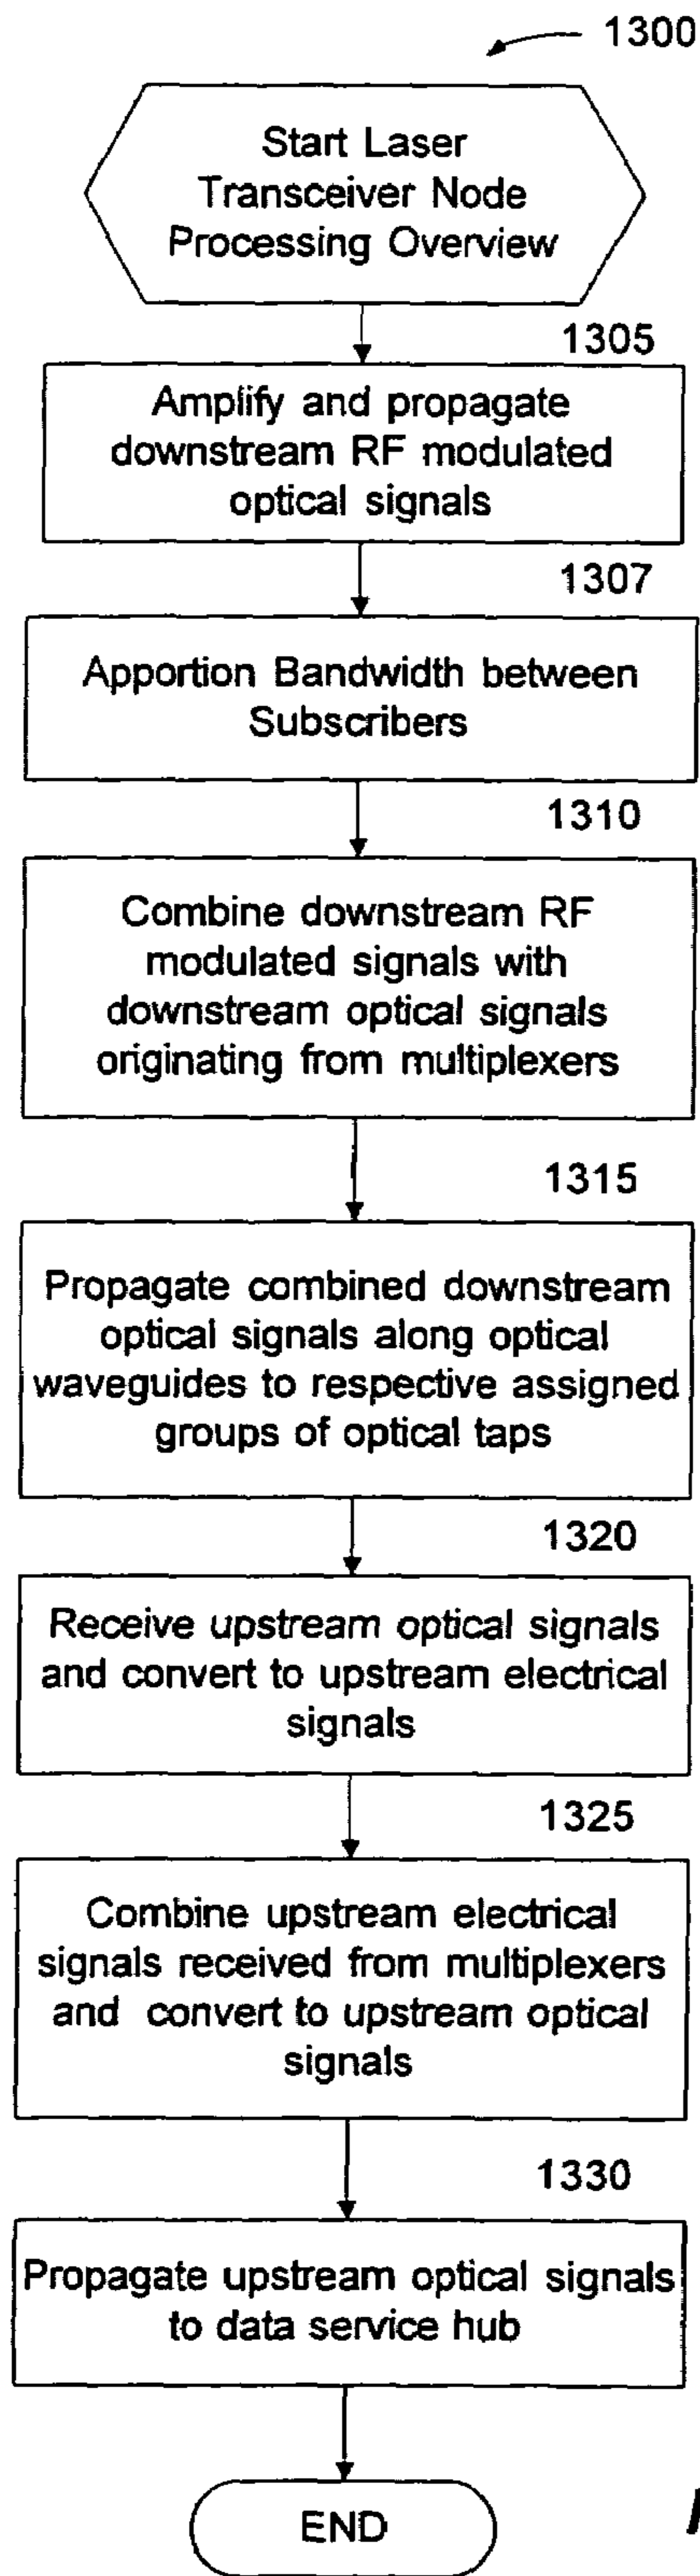 1300
Start Laser
Transceiver Node
Processing Overview
1305
Amplify and propagate
downstream RF modulated
optical signals
1307
Apportion Bandwidth between
Subscribers
1310
Combine downstream RF
modulated signals with
downstream optical signals
originating from multiplexers
1315
Propagate combined downstream
optical signals along optical
waveguides to respective assigned
groups of optical taps
1320
Receive upstream optical signals
and convert to upstream electrical
signals
1325
Combine upstream electrical
signals received from multiplexers
and convert to upstream optical
signals
1330
Propagate upstream optical signals
to data service hub
END